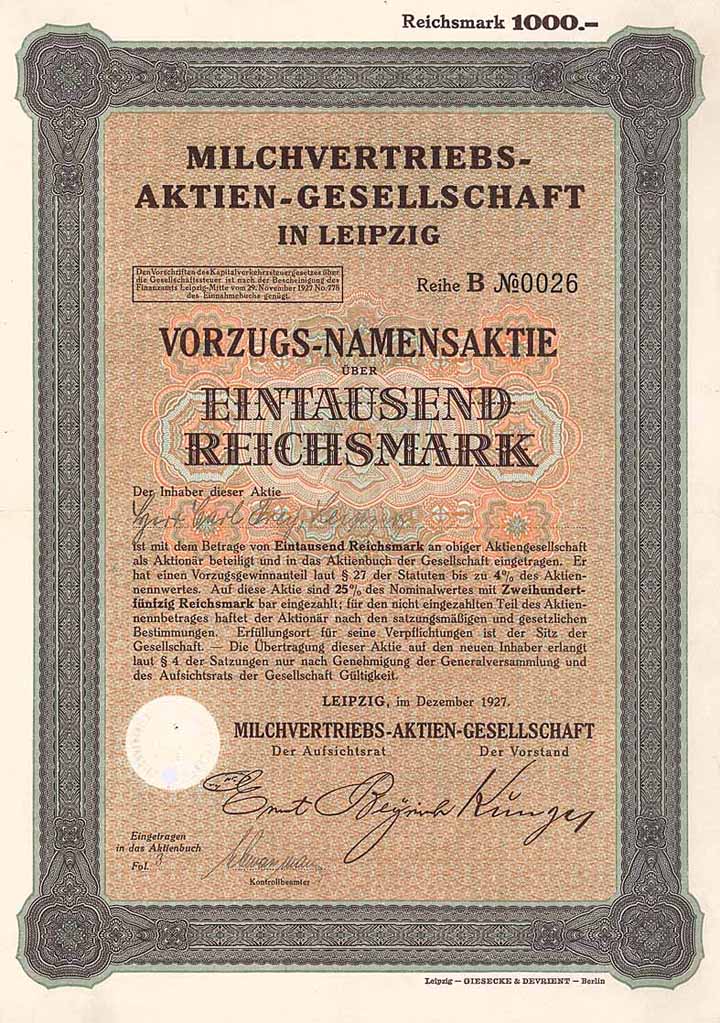 Reichsmark 1000.–
MILCHVERTRIEBS-
AKTIEN-GESELLSCHAFT
IN LEIPZIG
Den Vorschriften des Kapitalverkehrssteuergesetzes über
die Gesellschaftssteuer ist nach der Bescheinigung des
Finanzamts Leipzig-Mitte vom 29. November 1927 No. 778
des Einnahmebuchs genügt.
Reihe B №0026
VORZUGS-NAMENSAKTIE
ÜBER
EINTAUSEND
REICHSMARK
Der Inhaber dieser Aktie
Herr Curt Frey,
ist mit dem Betrage von Eintausend Reichsmark an obiger Aktiengesellschaft
als Aktionär beteiligt und in das Aktienbuch der Gesellschaft eingetragen. Er
hat einen Vorzugsgewinnanteil laut § 27 der Statuten bis zu 4% des Aktien-
nennwertes. Auf diese Aktie sind 25% des Nominalwertes mit Zweihundert-
fünfzig Reichsmark bar eingezahlt; für den nicht eingezahlten Teil des Aktien-
nennbetrages haftet der Aktionär nach den satzungsmäßigen und gesetzlichen
Bestimmungen. Erfüllungsort für seine Verpflichtungen ist der Sitz der
Gesellschaft. — Die Übertragung dieser Aktie auf den neuen Inhaber erlangt
laut § 4 der Satzungen nur nach Genehmigung der Generalversammlung und
des Aufsichtsrats der Gesellschaft Gültigkeit.
LEIPZIG, im Dezember 1927.
MILCHVERTRIEBS-AKTIEN-GESELLSCHAFT
Der Aufsichtsrat Der Vorstand
Ernst Beyrich
Eingetragen
in das Aktienbuch
Fol. 3
Kontrollbeamter
Leipzig — GIESECKE & DEVRIENT — Berlin